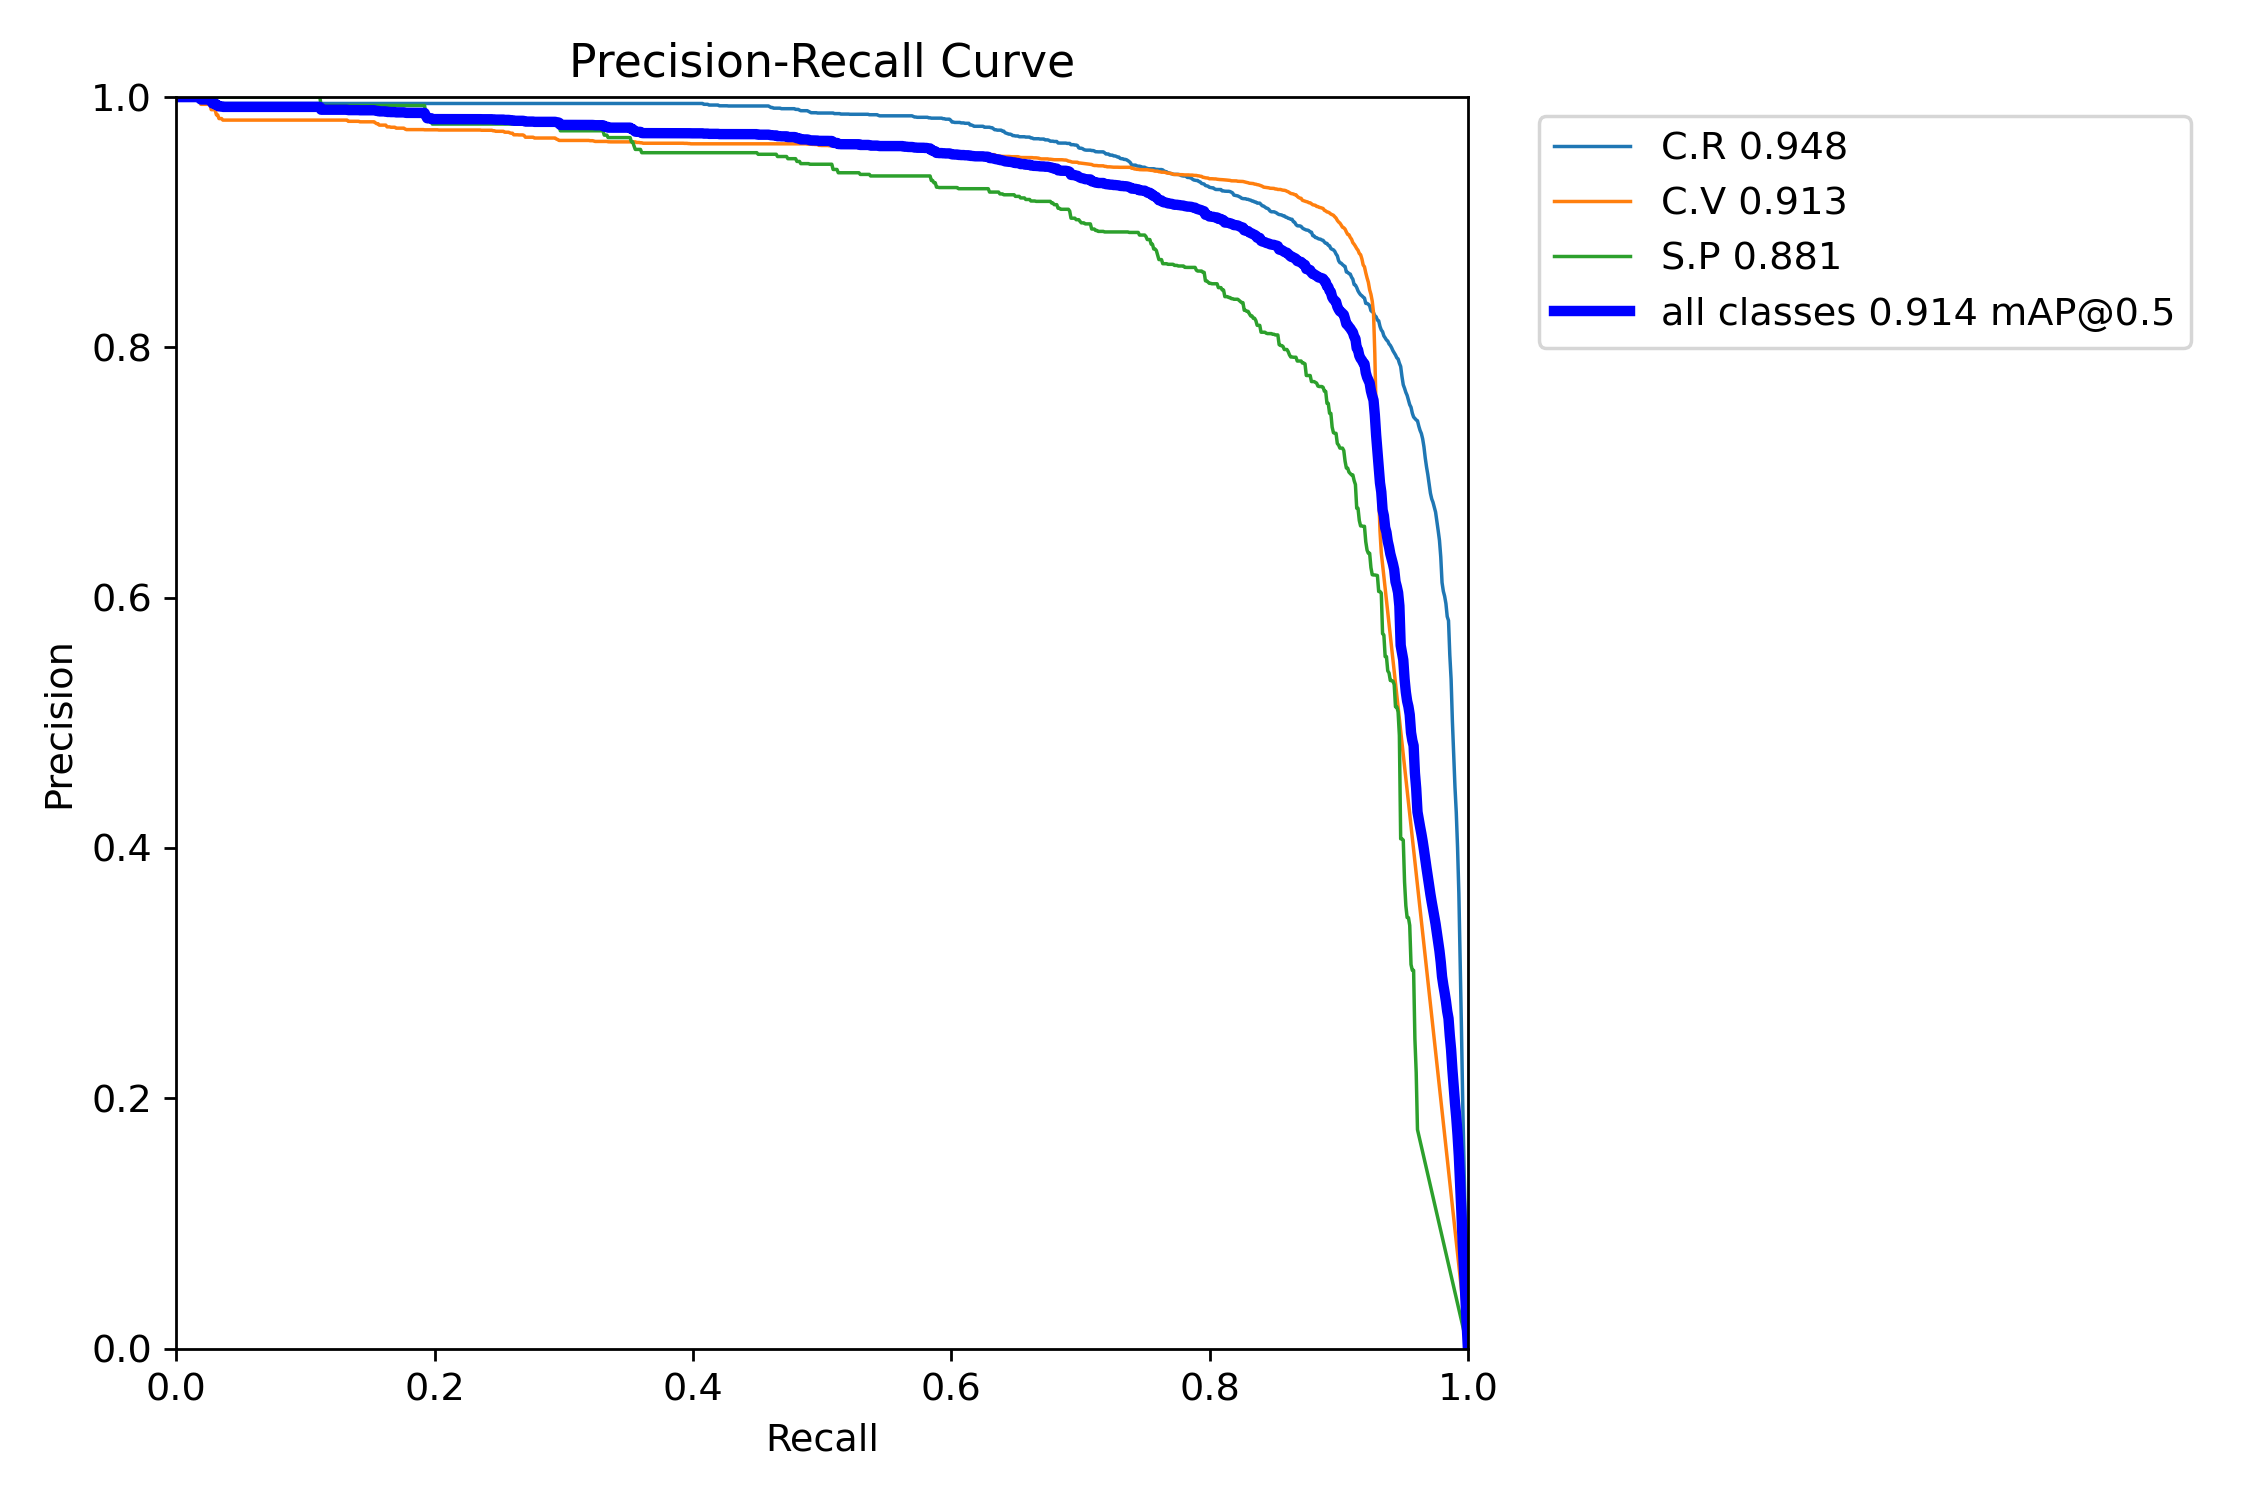 Precision-Recall Curve
1.0
0.8
0.6
0.4
0.2
0.0
Precision
0.0 0.2 0.4 0.6 0.8 1.0
Recall
C.R 0.948
C.V 0.913
S.P 0.881
all classes 0.914 mAP@0.5